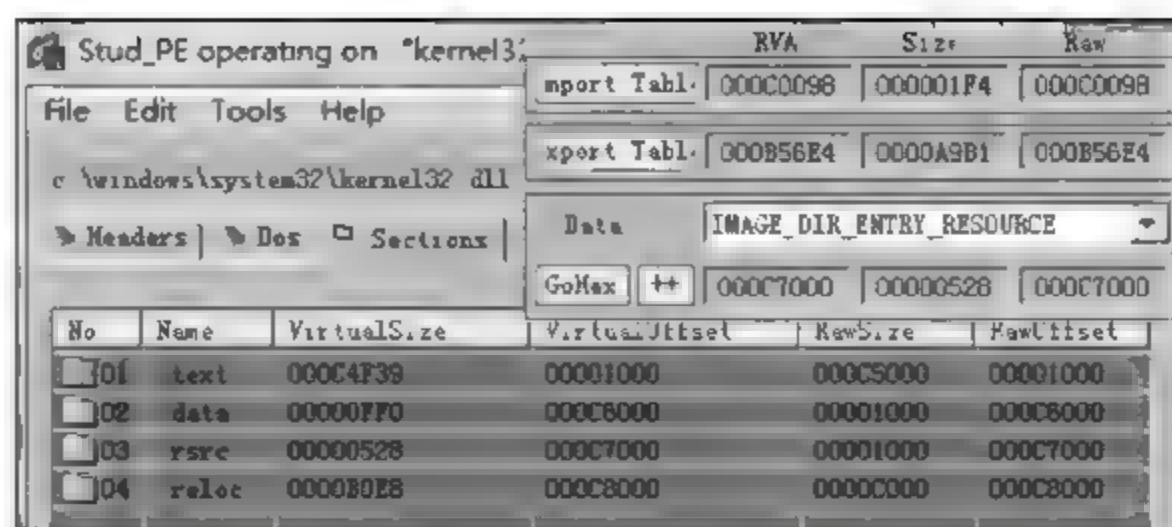 Stud_PE operating on "kernel32
RVA Size Raw
mport Tabl 000C0098 000001F4 000C0098
File Edit Tools Help
xport Tabl 000B56E4 0000A9B1 000B56E4
c \windows\system32\kernel32 dll
Data IMAGE_DIR_ENTRY_RESOURCE
Headers Dos Sections
GoHex ++ 000C7000 00000528 000C7000
No Name VirtualSize VirtualOffset RawSize RawOffset
01 text 000C4F39 00001000 000C5000 00001000
02 data 00000FF0 000C6000 00001000 000C6000
03 rsrc 00000528 000C7000 00001000 000C7000
04 reloc 0000B0E8 000C8000 0000C000 000C8000